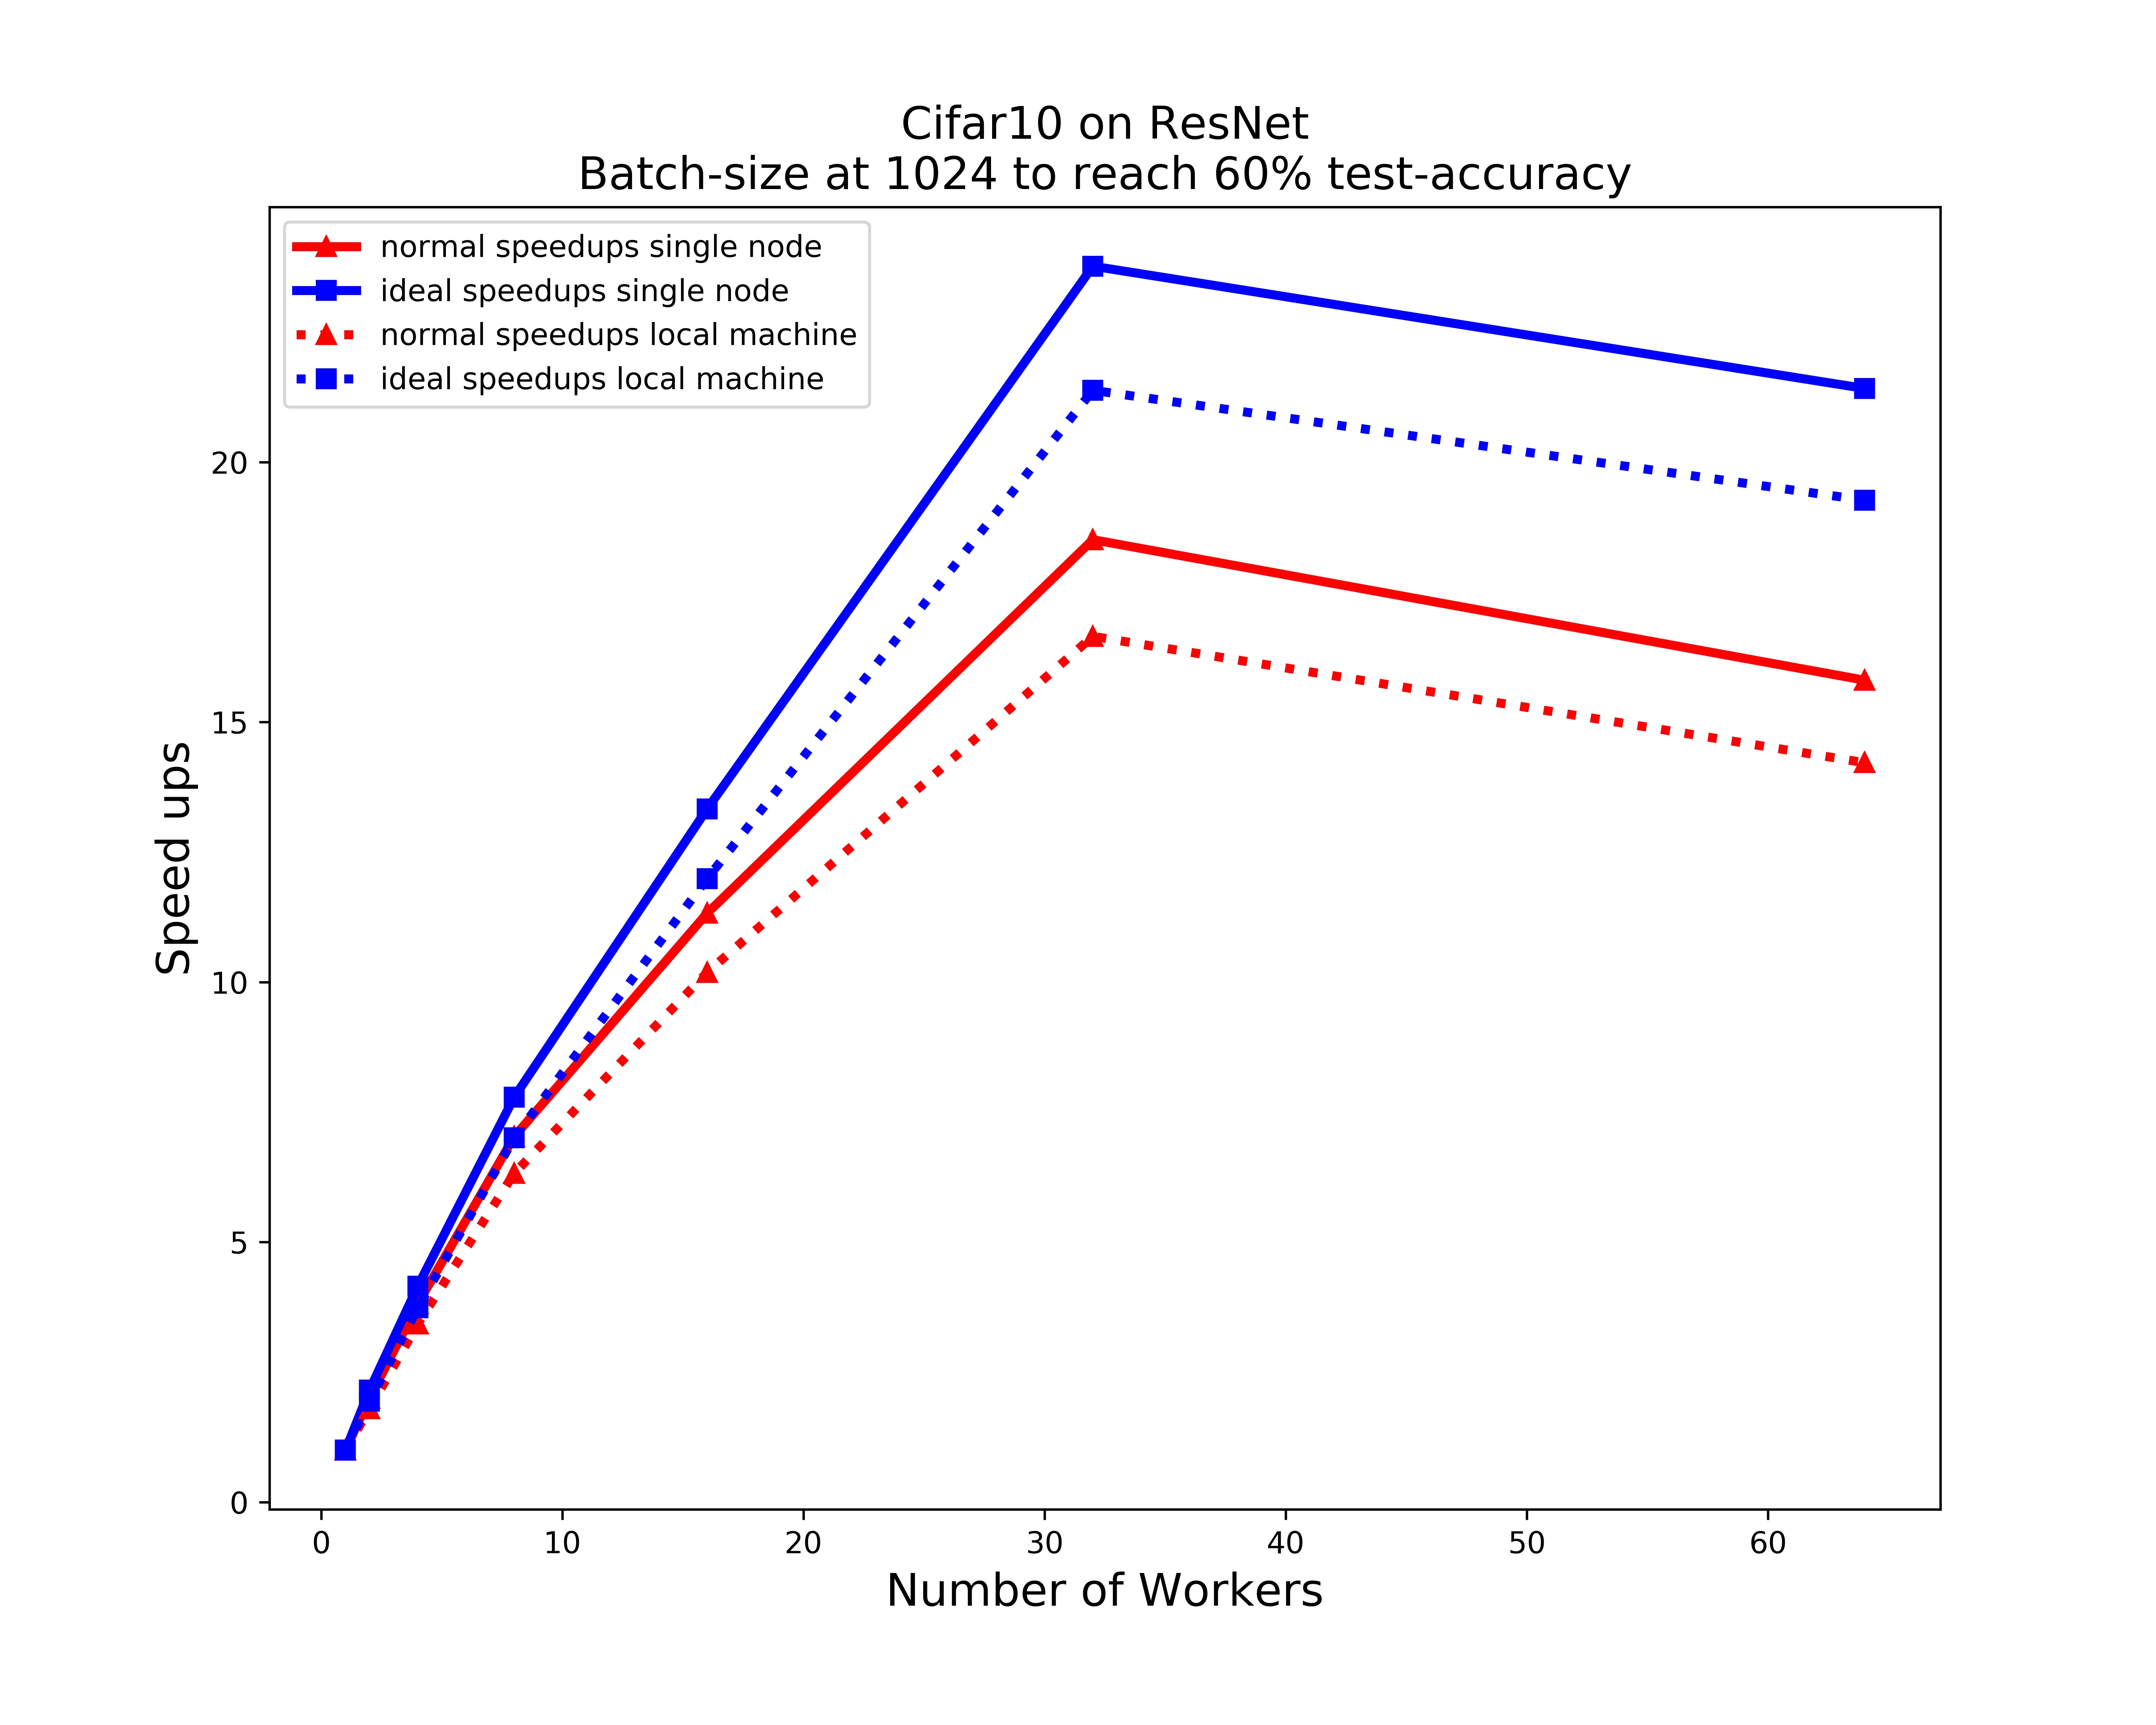 Cifar10 on ResNet
Batch-size at 1024 to reach 60% test-accuracy
normal speedups single node
ideal speedups single node
normal speedups local machine
ideal speedups local machine
Speed ups
20
15
10
5
0
0 10 20 30 40 50 60
Number of Workers